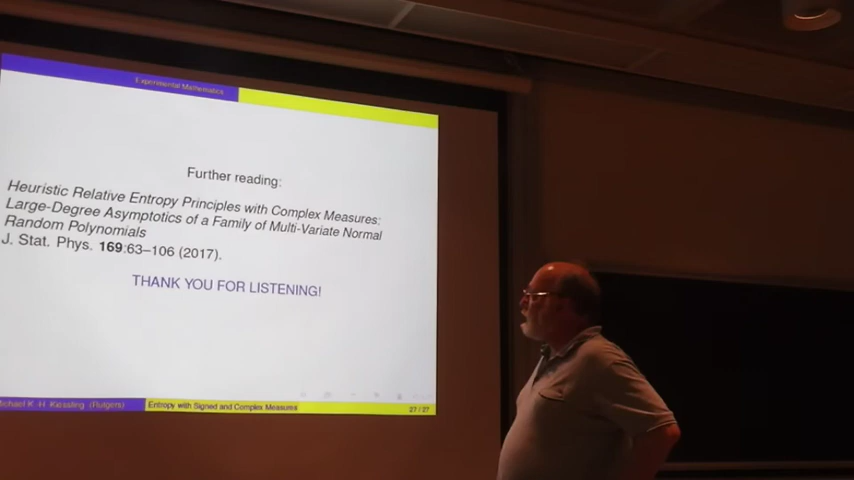 Experimental Mathematics
Further reading:
Heuristic Relative Entropy Principles with Complex Measures:
Large-Degree Asymptotics of a Family of Multi-Variate Normal
Random Polynomials
J. Stat. Phys. 169:63–106 (2017).
THANK YOU FOR LISTENING!
Michael K.-H. Kiessling (Rutgers)
Entropy with Signed and Complex Measures
27 / 27